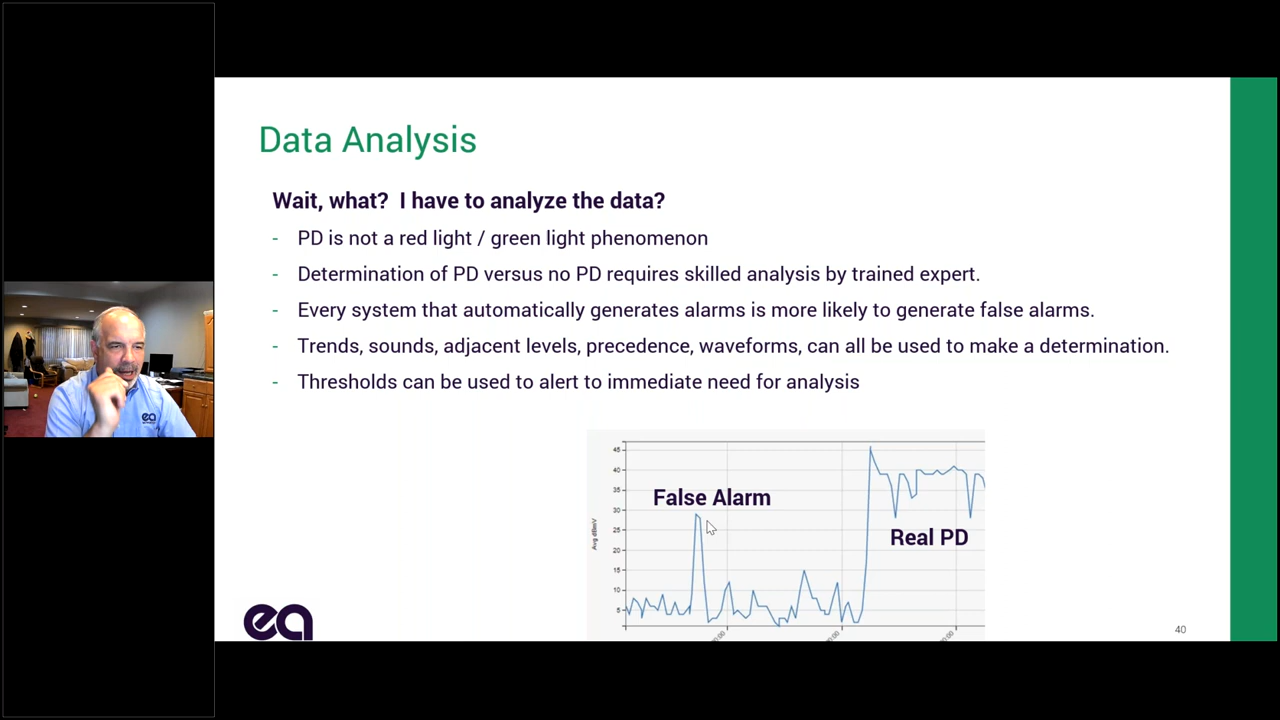 Data Analysis
Wait, what? I have to analyze the data?
- PD is not a red light / green light phenomenon
- Determination of PD versus no PD requires skilled analysis by trained expert.
- Every system that automatically generates alarms is more likely to generate false alarms.
- Trends, sounds, adjacent levels, precedence, waveforms, can all be used to make a determination.
- Thresholds can be used to alert to immediate need for analysis
45
40
35
30
25
20
15
10
5
Avg dBmV
False Alarm
Real PD
ea
ea
40